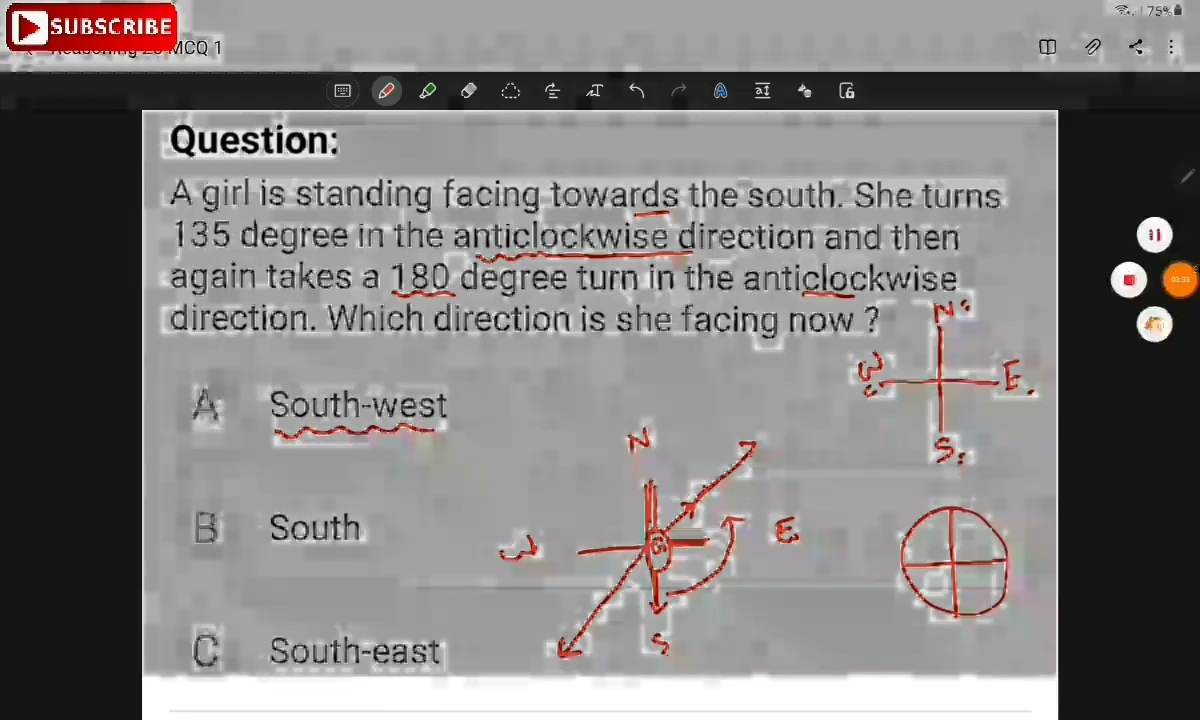 SUBSCRIBE
75%
Reasoning MCQ 1
Question:
A girl is standing facing towards the south. She turns
135 degree in the anticlockwise direction and then
again takes a 180 degree turn in the anticlockwise
direction. Which direction is she facing now ?
N
W E
S
A South-west
N
B South
W E
G
S
C South-east